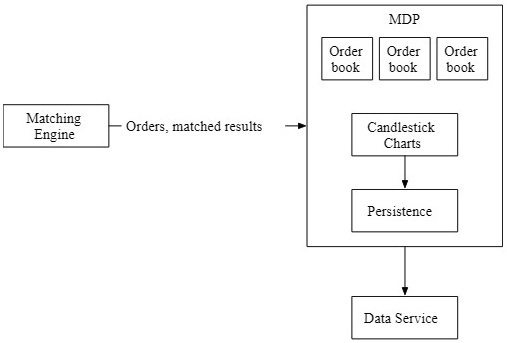 MDP
Order Order Order
book book book
Matching
Engine
Orders, matched results
Candlestick
Charts
Persistence
Data Service